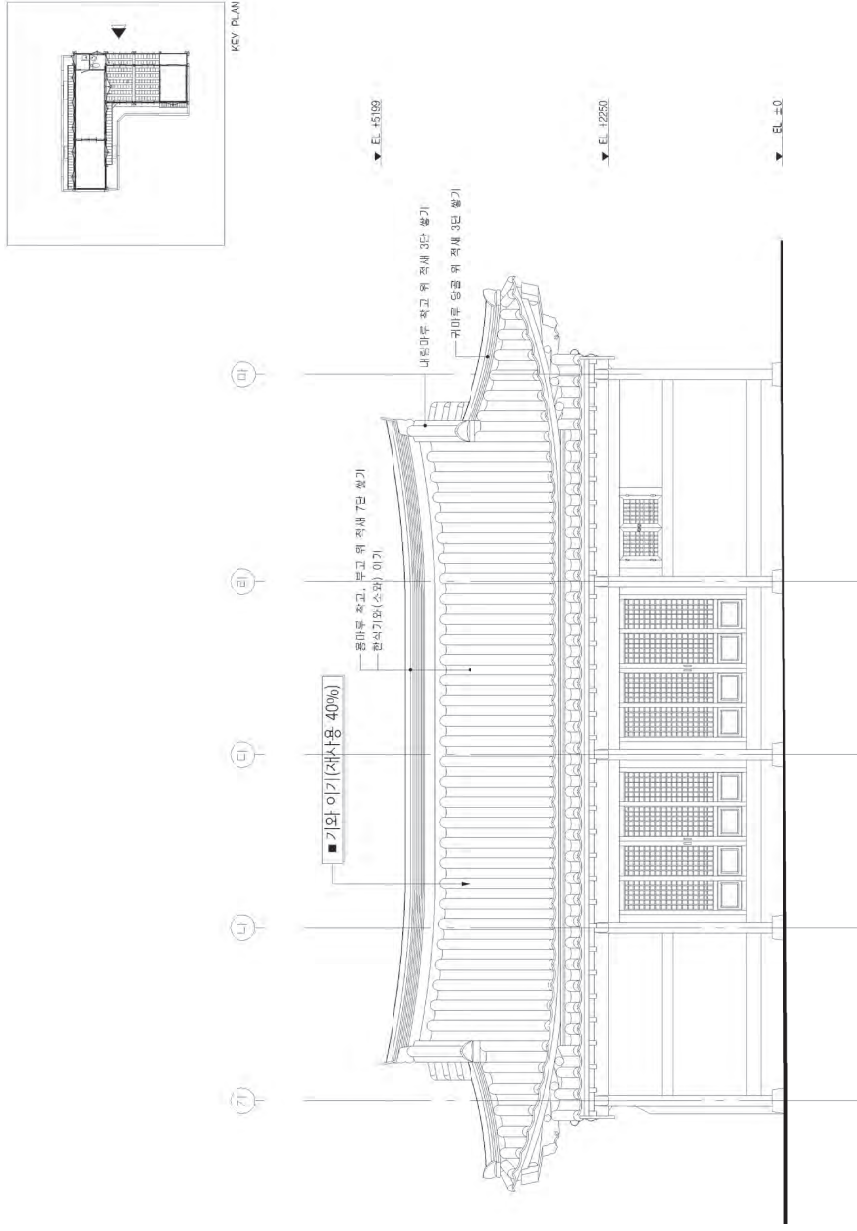 KEY PLAN
▼ EL +5199
▼ EL +2250
▼ EL ±0
내림마루 착고 위 적새 3단 쌓기
귀마루 당골 위 적새 3단 쌓기
용마루 착고, 부고 위 적새 7단 쌓기
한식기와(소와) 이기
■ 기와 이기(재사용 40%)
가
나
다
라
마